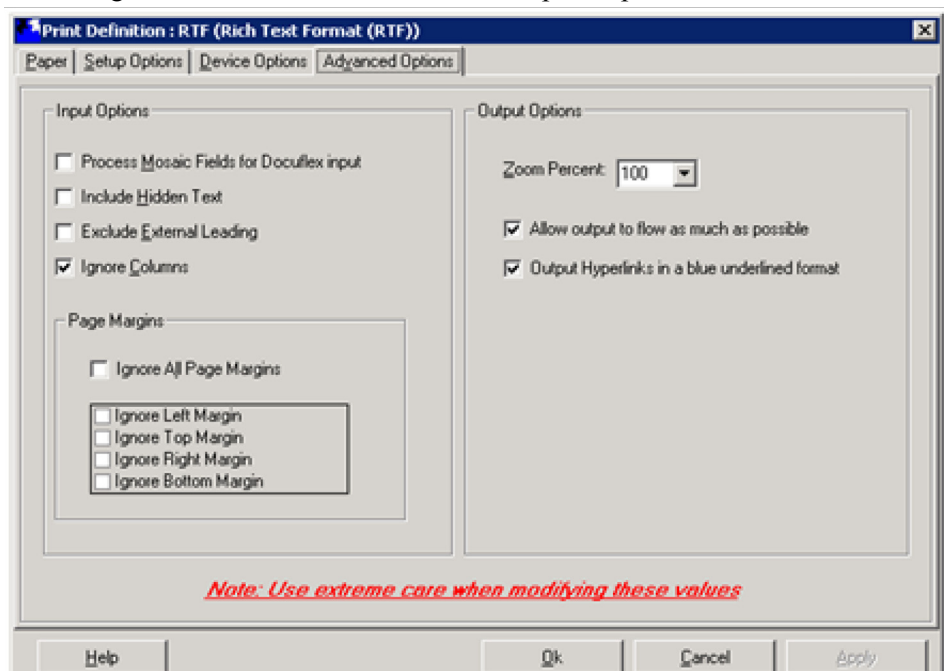 Print Definition : RTF (Rich Text Format (RTF))
Paper Setup Options Device Options Advanced Options
Input Options
Process Mosaic Fields for Docuflex input
Include Hidden Text
Exclude External Leading
Ignore Columns
Page Margins
Ignore All Page Margins
Ignore Left Margin
Ignore Top Margin
Ignore Right Margin
Ignore Bottom Margin
Output Options
Zoom Percent: 100
Allow output to flow as much as possible
Output Hyperlinks in a blue underlined format
Note: Use extreme care when modifying these values
Help Ok Cancel Apply